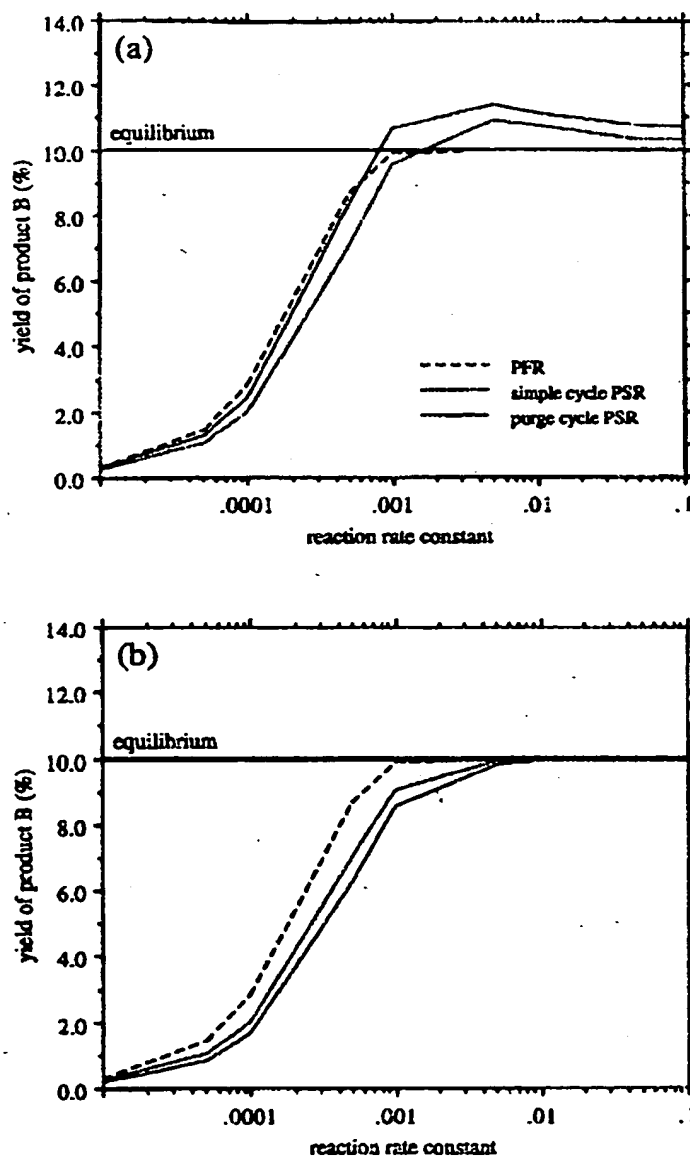 (a)
14.0
12.0
equilibrium
10.0
8.0
6.0
4.0
2.0
0.0
yield of product B (%)
PFR
simple cycle PSR
purge cycle PSR
.0001
.001
.01
.1
reaction rate constant
(b)
14.0
12.0
equilibrium
10.0
8.0
6.0
4.0
2.0
0.0
yield of product B (%)
.0001
.001
.01
.1
reaction rate constant